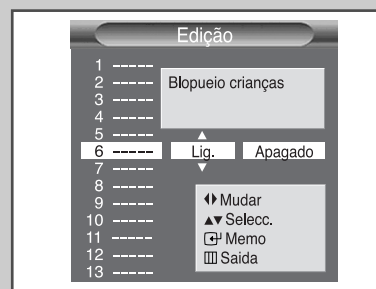 Edição
1 -----
2 -----
3 -----
4 -----
5 -----
6 -----
7 -----
8 -----
9 -----
10 -----
11 -----
12 -----
13 -----
Blopueio crianças
Lig. Apagado
Mudar
Selecc.
Memo
Saida